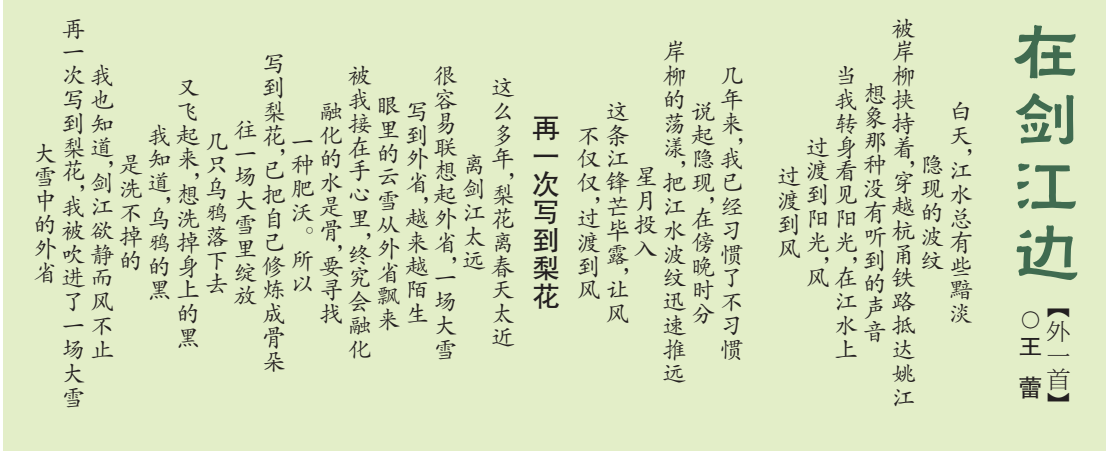 在剑江边
【外一首】
○王 蕾
白天,江水总有些黯淡
隐现的波纹
被岸柳挟持着,穿越杭甬铁路抵达姚江
想象那种没有听到的声音
当我转身看见阳光,在江水上
过渡到阳光,风
过渡到风
几年来,我已经习惯了不习惯
说起隐现,在傍晚时分
岸柳的荡漾,把江水波纹迅速推远
星月投入
这条江锋芒毕露,让风
不仅仅,过渡到风
再一次写到梨花
这么多年,梨花离春天太近
离剑江太远
很容易联想起外省,一场大雪
写到外省,越来越陌生
眼里的云雪从外省飘来
被我接在手心里,终究会融化
融化的水是骨,要寻找
一种肥沃。所以
写到梨花,已把自己修炼成骨朵
往一场大雪里绽放
几只乌鸦落下去
又飞起来,想洗掉身上的黑
我知道,乌鸦的黑
是洗不掉的
我也知道,剑江欲静而风不止
再一次写到梨花,我被吹进了一场大雪
大雪中的外省